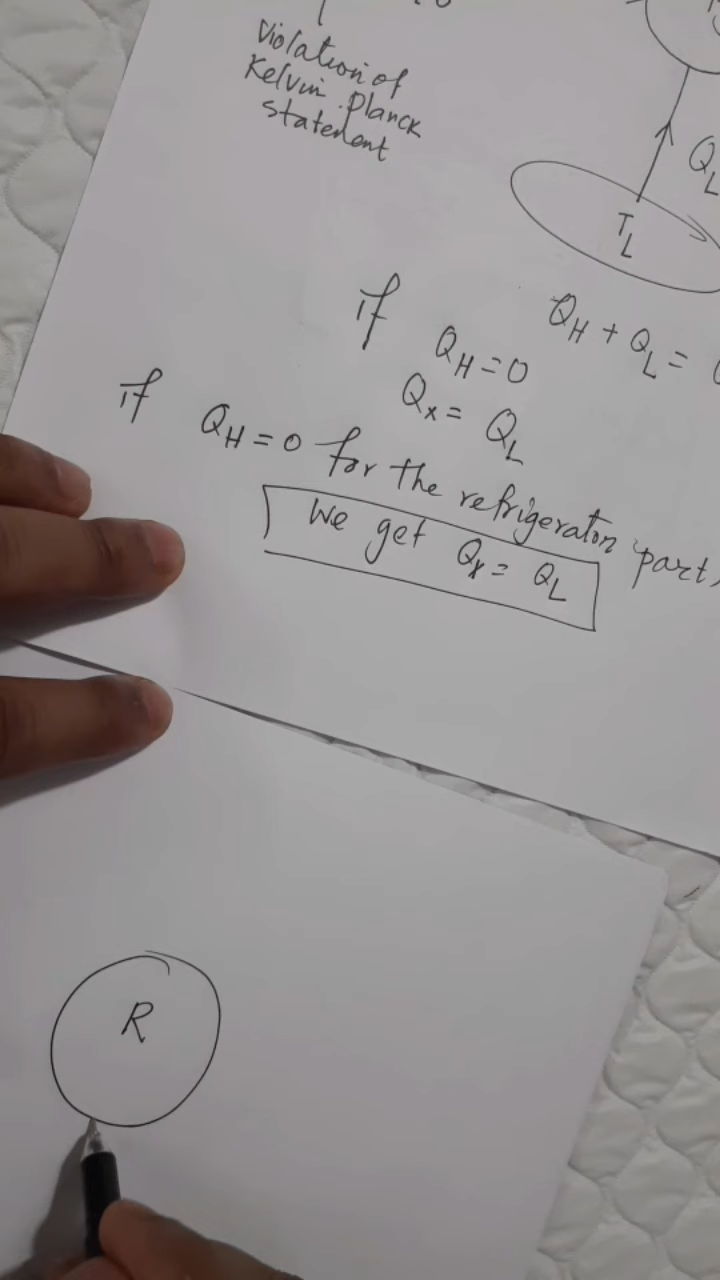 Violation of
Kelvin Planck
statement
Q_L
T_L
Q_H + Q_L =
if Q_H = 0
Q_x = Q_L
if Q_H = 0 for the refrigerator part,
We get Q_x = Q_L
R